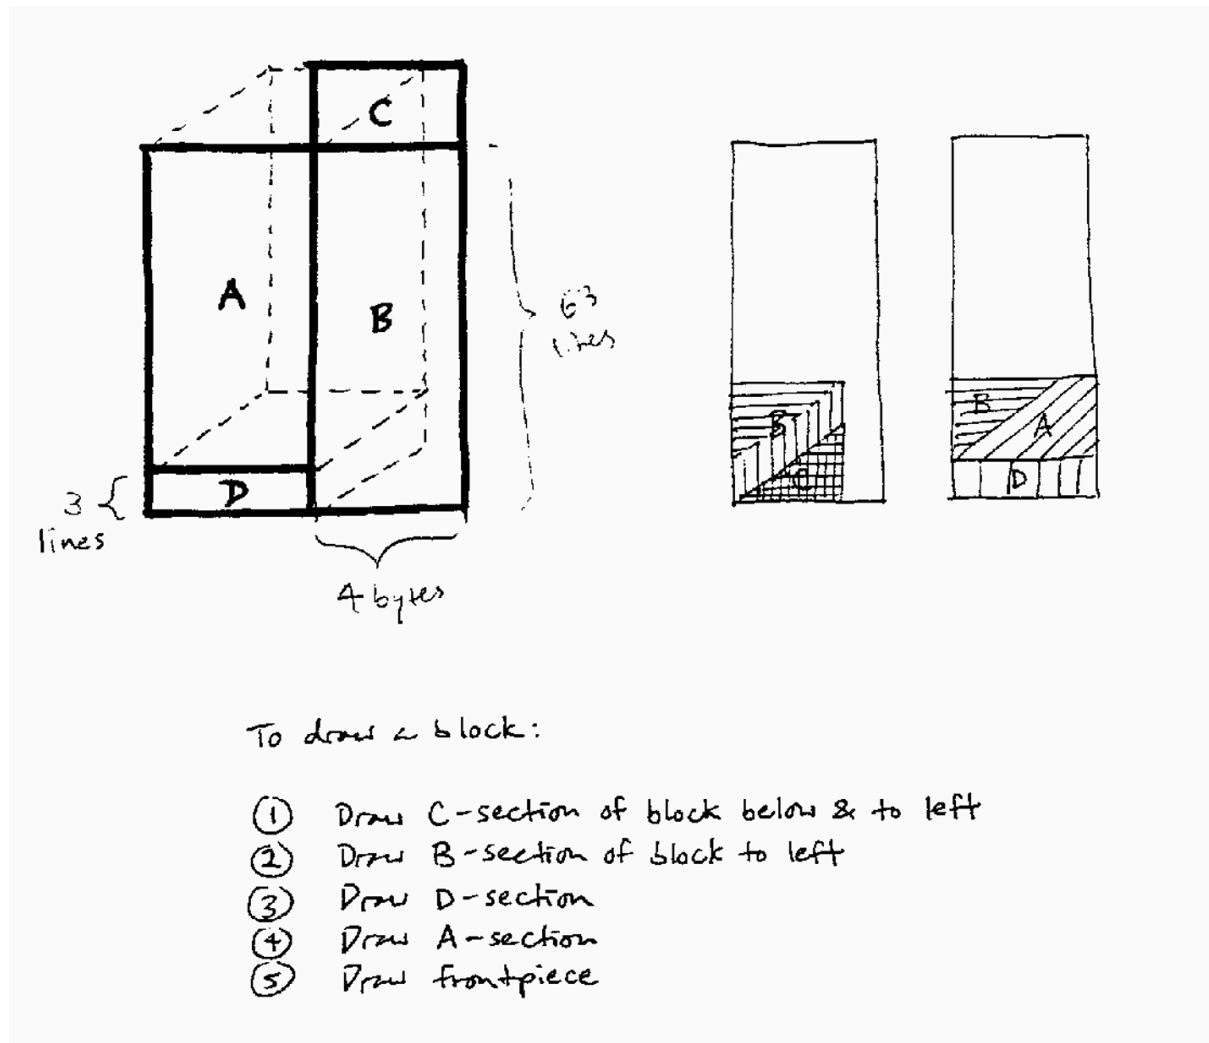 C
A
B
63
lines
D
3
lines
4 bytes
B
C
B
A
D
To draw a block:
① Draw C-section of block below & to left
② Draw B-section of block to left
③ Draw D-section
④ Draw A-section
⑤ Draw frontpiece